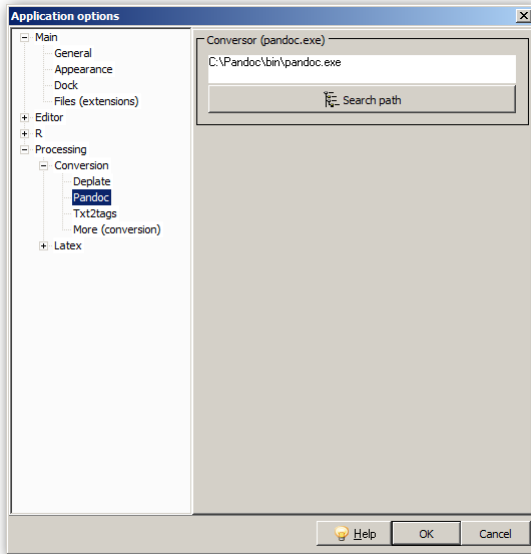 Application options
Main
General
Appearance
Dock
Files (extensions)
Editor
R
Processing
Conversion
Deplate
Pandoc
Txt2tags
More (conversion)
Latex
Conversor (pandoc.exe)
C:\Pandoc\bin\pandoc.exe
Search path
Help
OK
Cancel